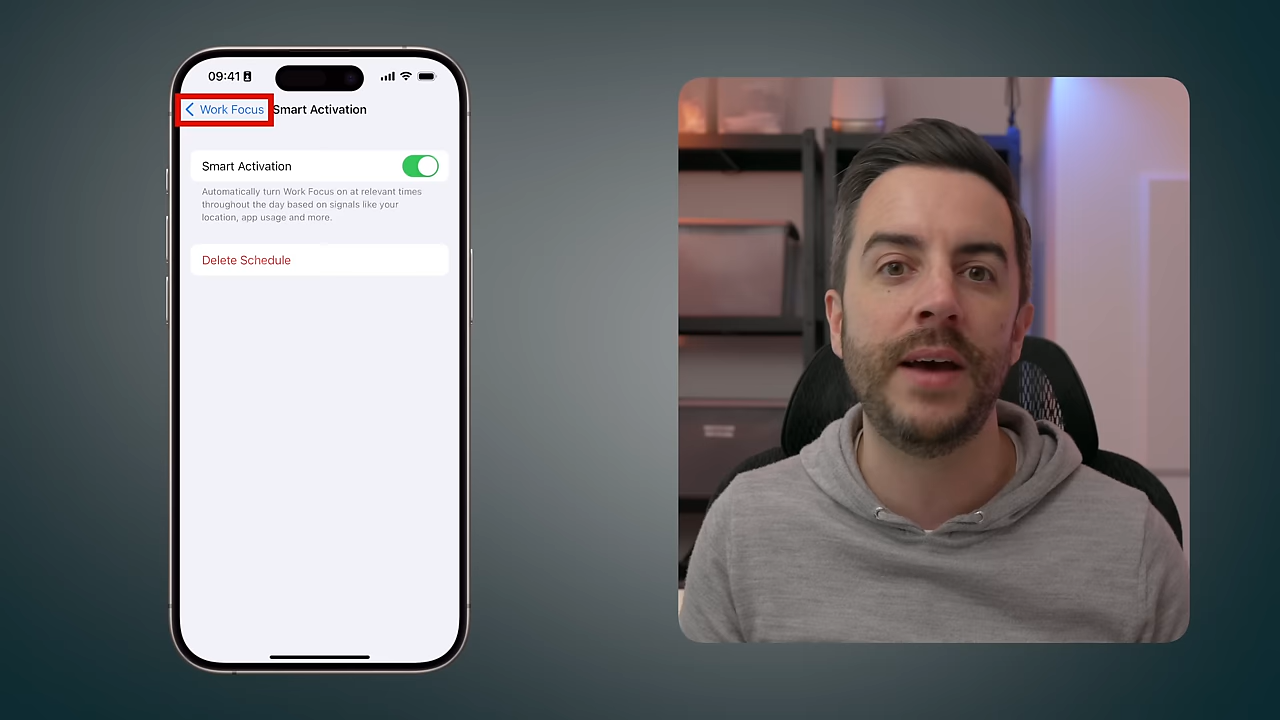 09:41
Work Focus
Smart Activation
Smart Activation
Automatically turn Work Focus on at relevant times
throughout the day based on signals like your
location, app usage and more.
Delete Schedule